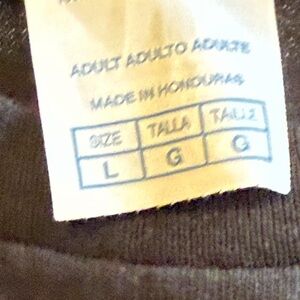 ADULT ADULTO ADULTE
MADE IN HONDURAS
SIZE TALLA TAILLE
L G G